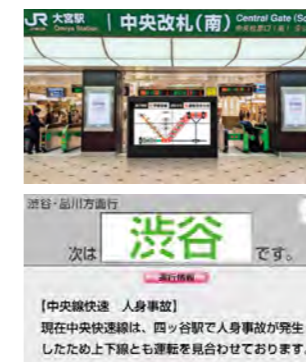 JR 大宮駅
Omiya Station
中央改札(南)
Central Gate (So
渋谷・品川方面行
次は 渋谷 です。
運行情報
【中央線快速 人身事故】
現在中央快速線は、四ッ谷駅で人身事故が発生
したため上下線とも運転を見合わせております。